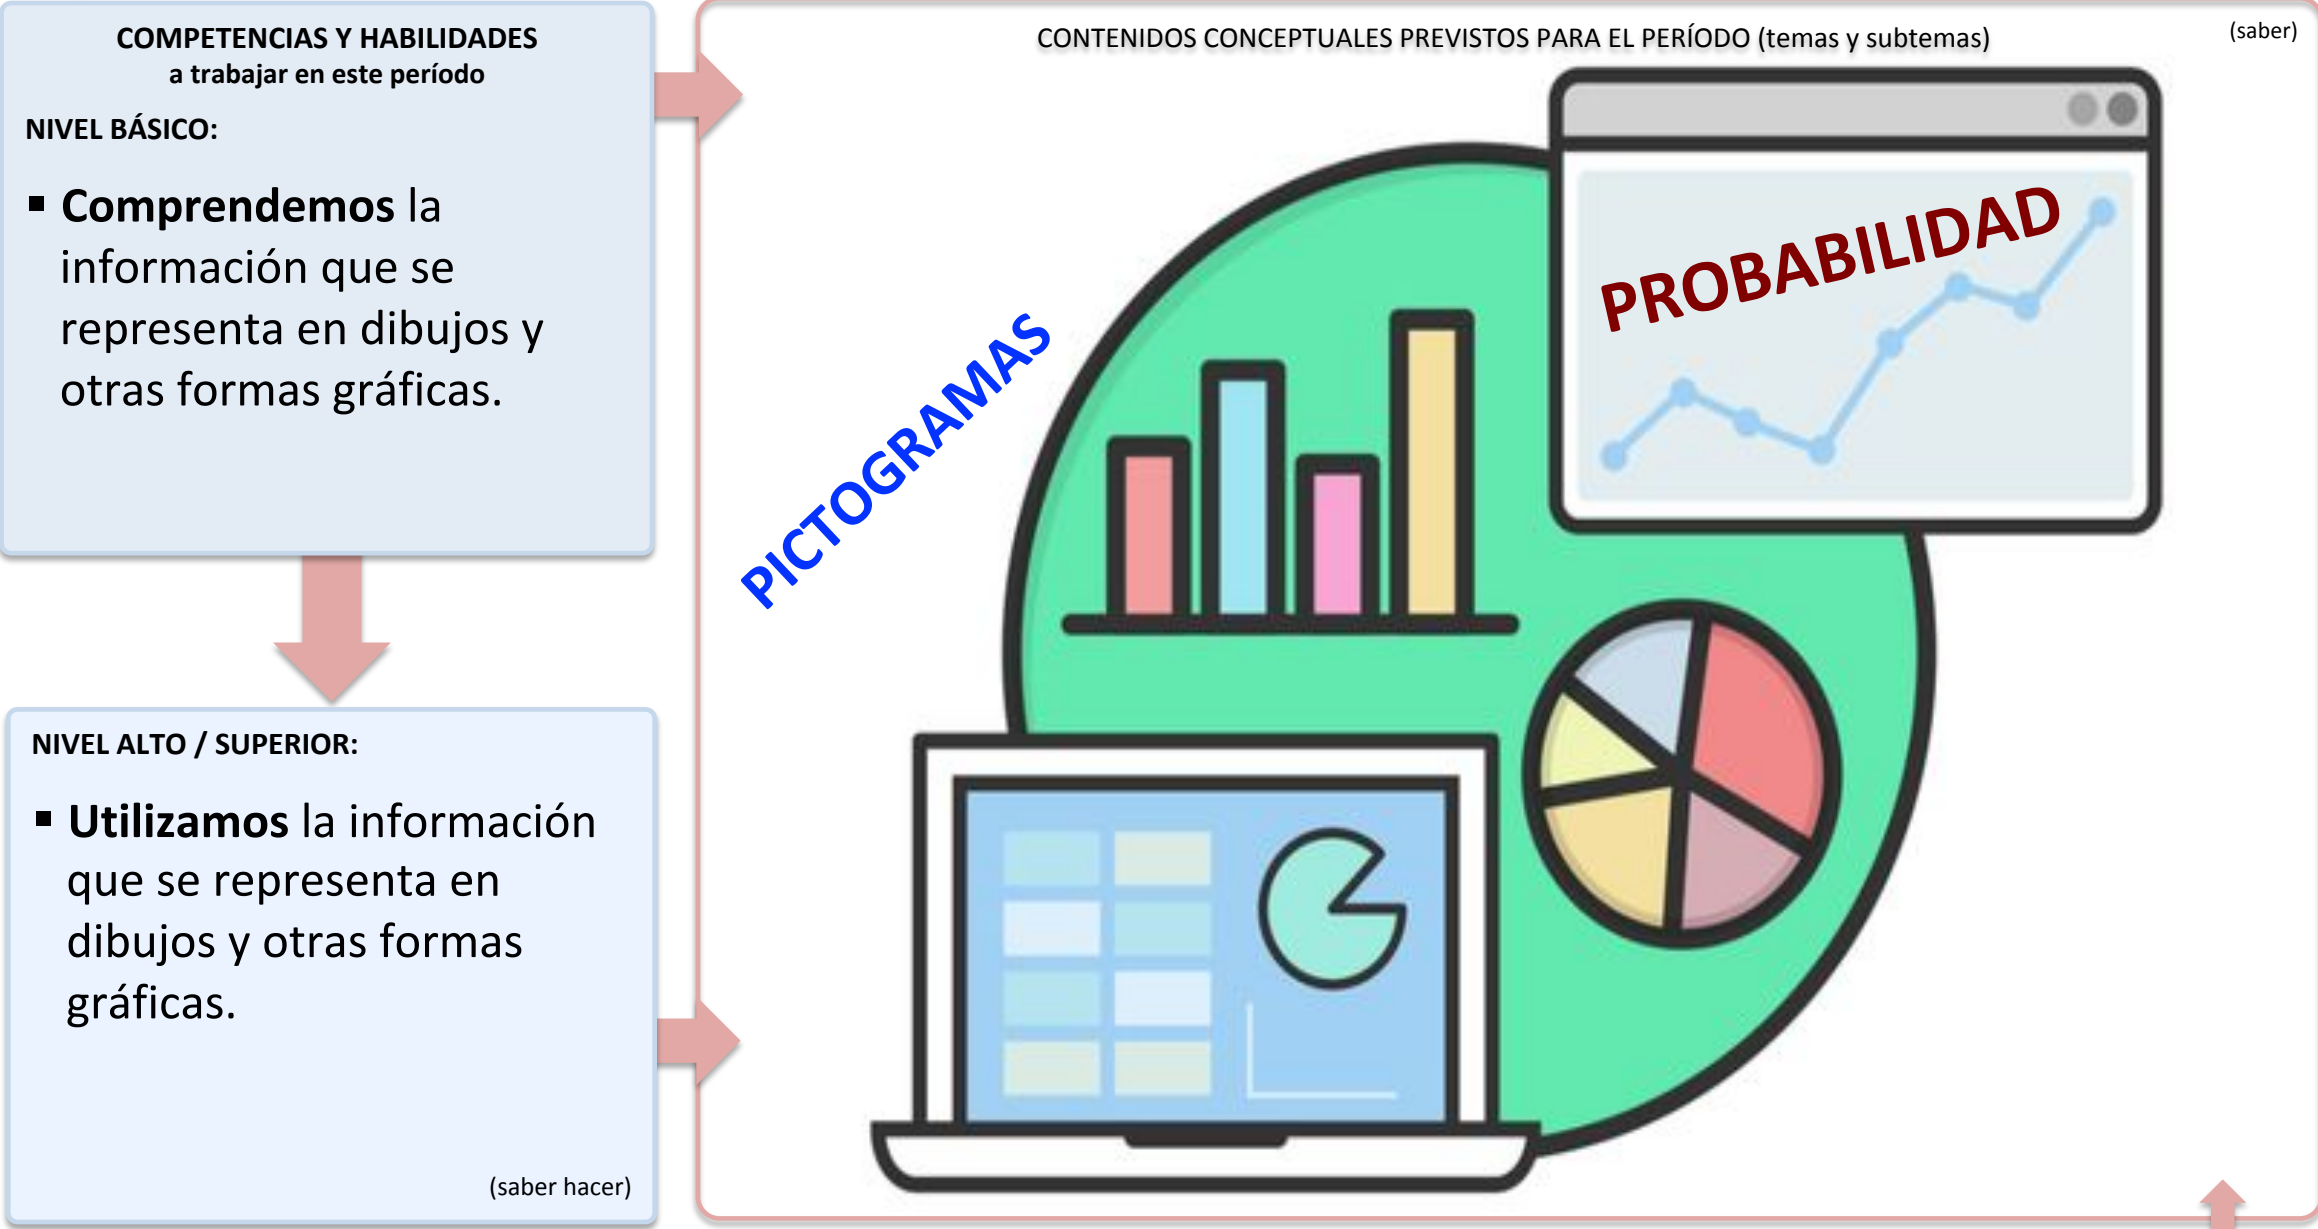 COMPETENCIAS Y HABILIDADES
a trabajar en este período
NIVEL BÁSICO:
▪ Comprendemos la
información que se
representa en dibujos y
otras formas gráficas.
NIVEL ALTO / SUPERIOR:
▪ Utilizamos la información
que se representa en
dibujos y otras formas
gráficas.
(saber hacer)
CONTENIDOS CONCEPTUALES PREVISTOS PARA EL PERÍODO (temas y subtemas)
(saber)
PICTOGRAMAS
PROBABILIDAD